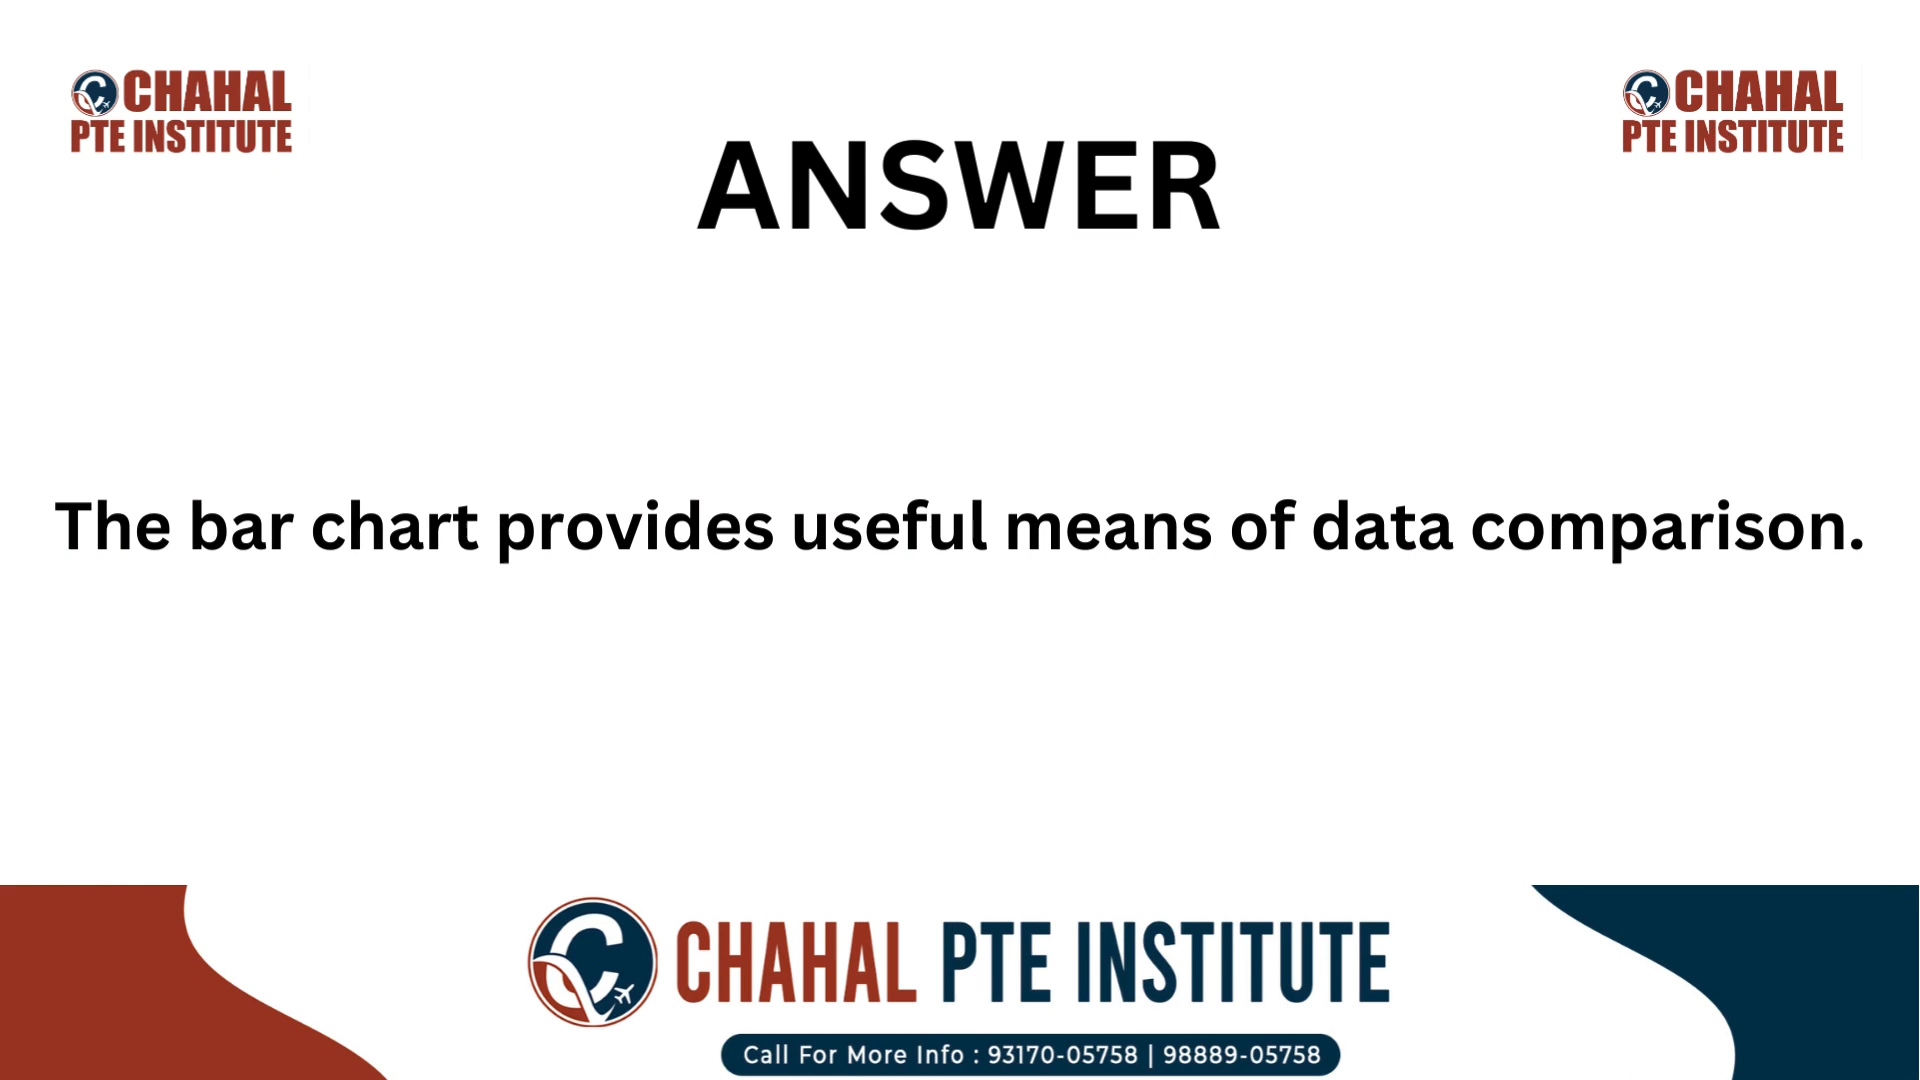 CHAHAL
PTE INSTITUTE
CHAHAL
PTE INSTITUTE
ANSWER
The bar chart provides useful means of data comparison.
CHAHAL PTE INSTITUTE
Call For More Info : 93170-05758 | 98889-05758